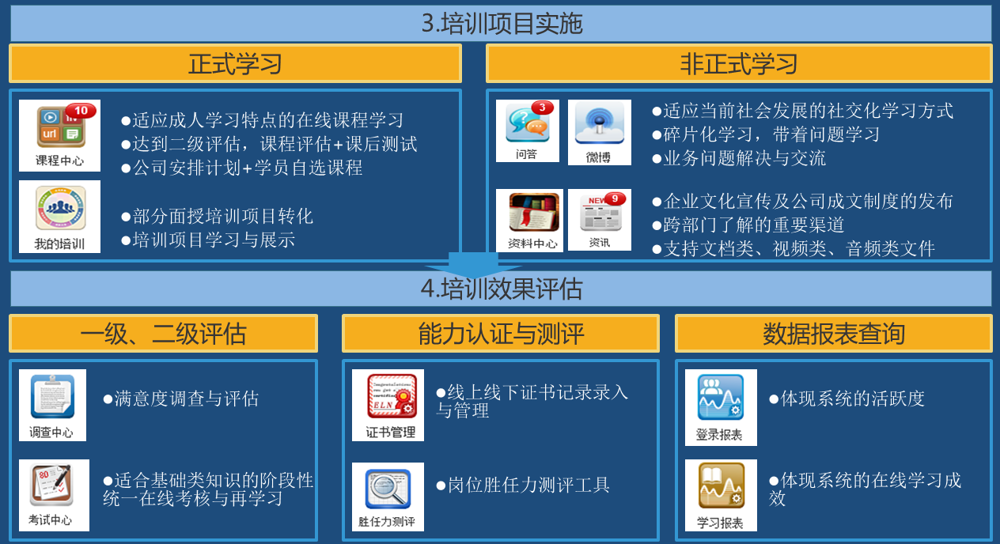 3.培训项目实施
正式学习
10
url
课程中心
●适应成人学习特点的在线课程学习
●达到二级评估，课程评估+课后测试
●公司安排计划+学员自选课程
我的培训
●部分面授培训项目转化
●培训项目学习与展示
非正式学习
3
问答
微博
●适应当前社会发展的社交化学习方式
●碎片化学习，带着问题学习
●业务问题解决与交流
资料中心
NEWS
9
资讯
●企业文化宣传及公司成文制度的发布
●跨部门了解的重要渠道
●支持文档类、视频类、音频类文件
4.培训效果评估
一级、二级评估
调查中心
●满意度调查与评估
80
考试中心
●适合基础类知识的阶段性
统一在线考核与再学习
能力认证与测评
Congratulations
you get a
ELN
证书管理
●线上线下证书记录录入
与管理
胜任力测评
●岗位胜任力测评工具
数据报表查询
登录报表
●体现系统的活跃度
学习报表
●体现系统的在线学习成
效